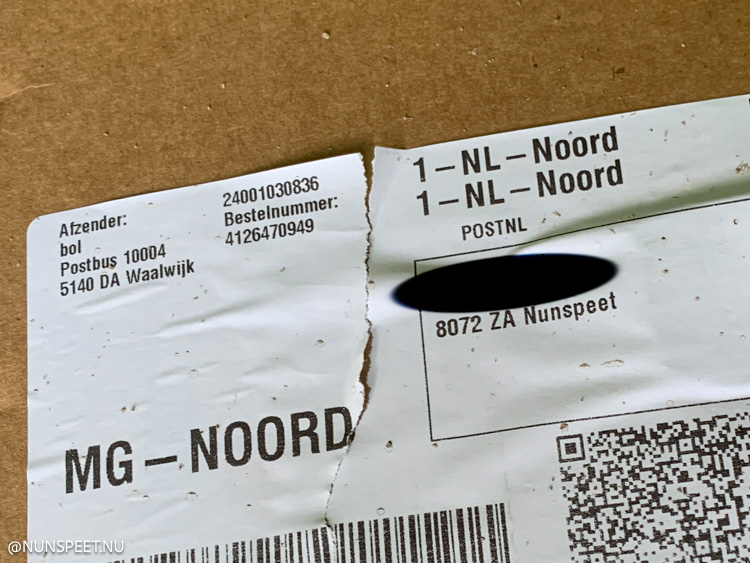 Afzender:
bol
Postbus 10004
5140 DA Waalwijk
24001030836
Bestelnummer:
4126470949
1-NL-Noord
1-NL-Noord
POSTNL
8072 ZA Nunspeet
MG-NOORD
@NUNSPEET.NU